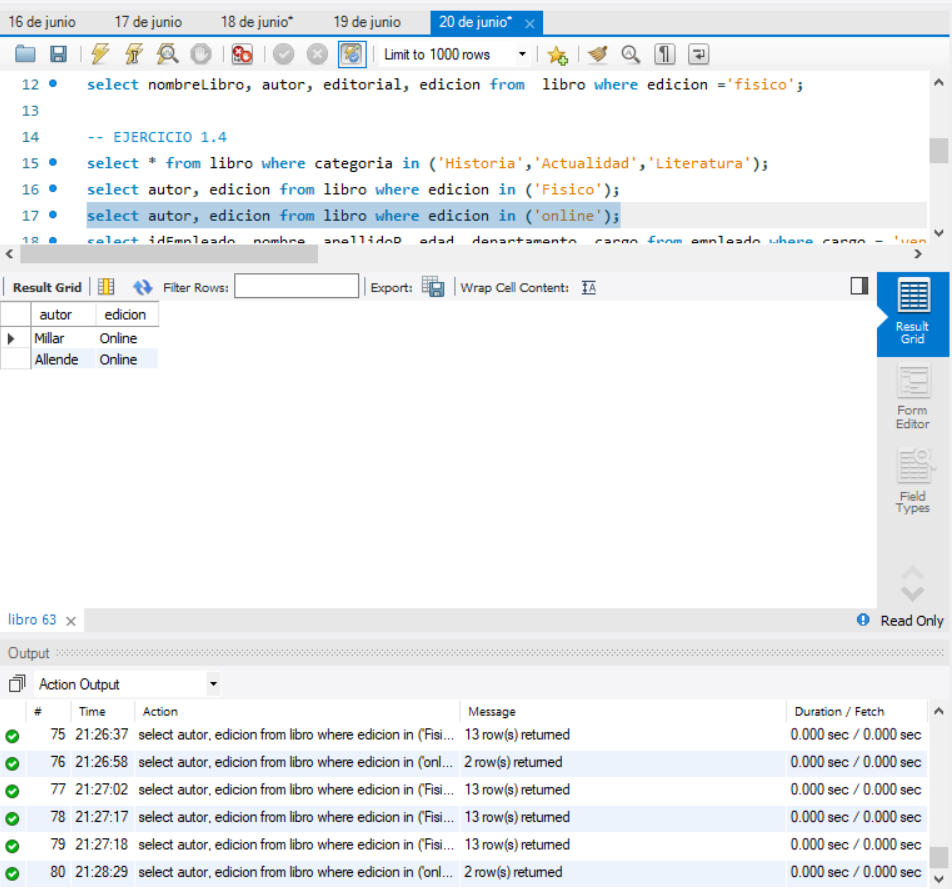 16 de junio 17 de junio 18 de junio* 19 de junio 20 de junio* ×
Limit to 1000 rows
12 select nombreLibro, autor, editorial, edicion from  libro where edicion ='fisico';
13
14 -- EJERCICIO 1.4
15 select * from libro where categoria in ('Historia','Actualidad','Literatura');
16 select autor, edicion from libro where edicion in ('Fisico');
17 select autor, edicion from libro where edicion in ('online');
18 select idEmpleado, nombre, apellidoP, edad, departamento, cargo from empleado where cargo = 'ven
Result Grid Filter Rows: Export: Wrap Cell Content: IA
autor edicion
Millar Online
Allende Online
Result
Grid
Form
Editor
Field
Types
libro 63 × Read Only
Output
Action Output
# Time Action Message Duration / Fetch
75 21:26:37 select autor, edicion from libro where edicion in ('Fisi... 13 row(s) returned 0.000 sec / 0.000 sec
76 21:26:58 select autor, edicion from libro where edicion in ('onl... 2 row(s) returned 0.000 sec / 0.000 sec
77 21:27:02 select autor, edicion from libro where edicion in ('Fisi... 13 row(s) returned 0.000 sec / 0.000 sec
78 21:27:17 select autor, edicion from libro where edicion in ('Fisi... 13 row(s) returned 0.000 sec / 0.000 sec
79 21:27:18 select autor, edicion from libro where edicion in ('Fisi... 13 row(s) returned 0.000 sec / 0.000 sec
80 21:28:29 select autor, edicion from libro where edicion in ('onl... 2 row(s) returned 0.000 sec / 0.000 sec